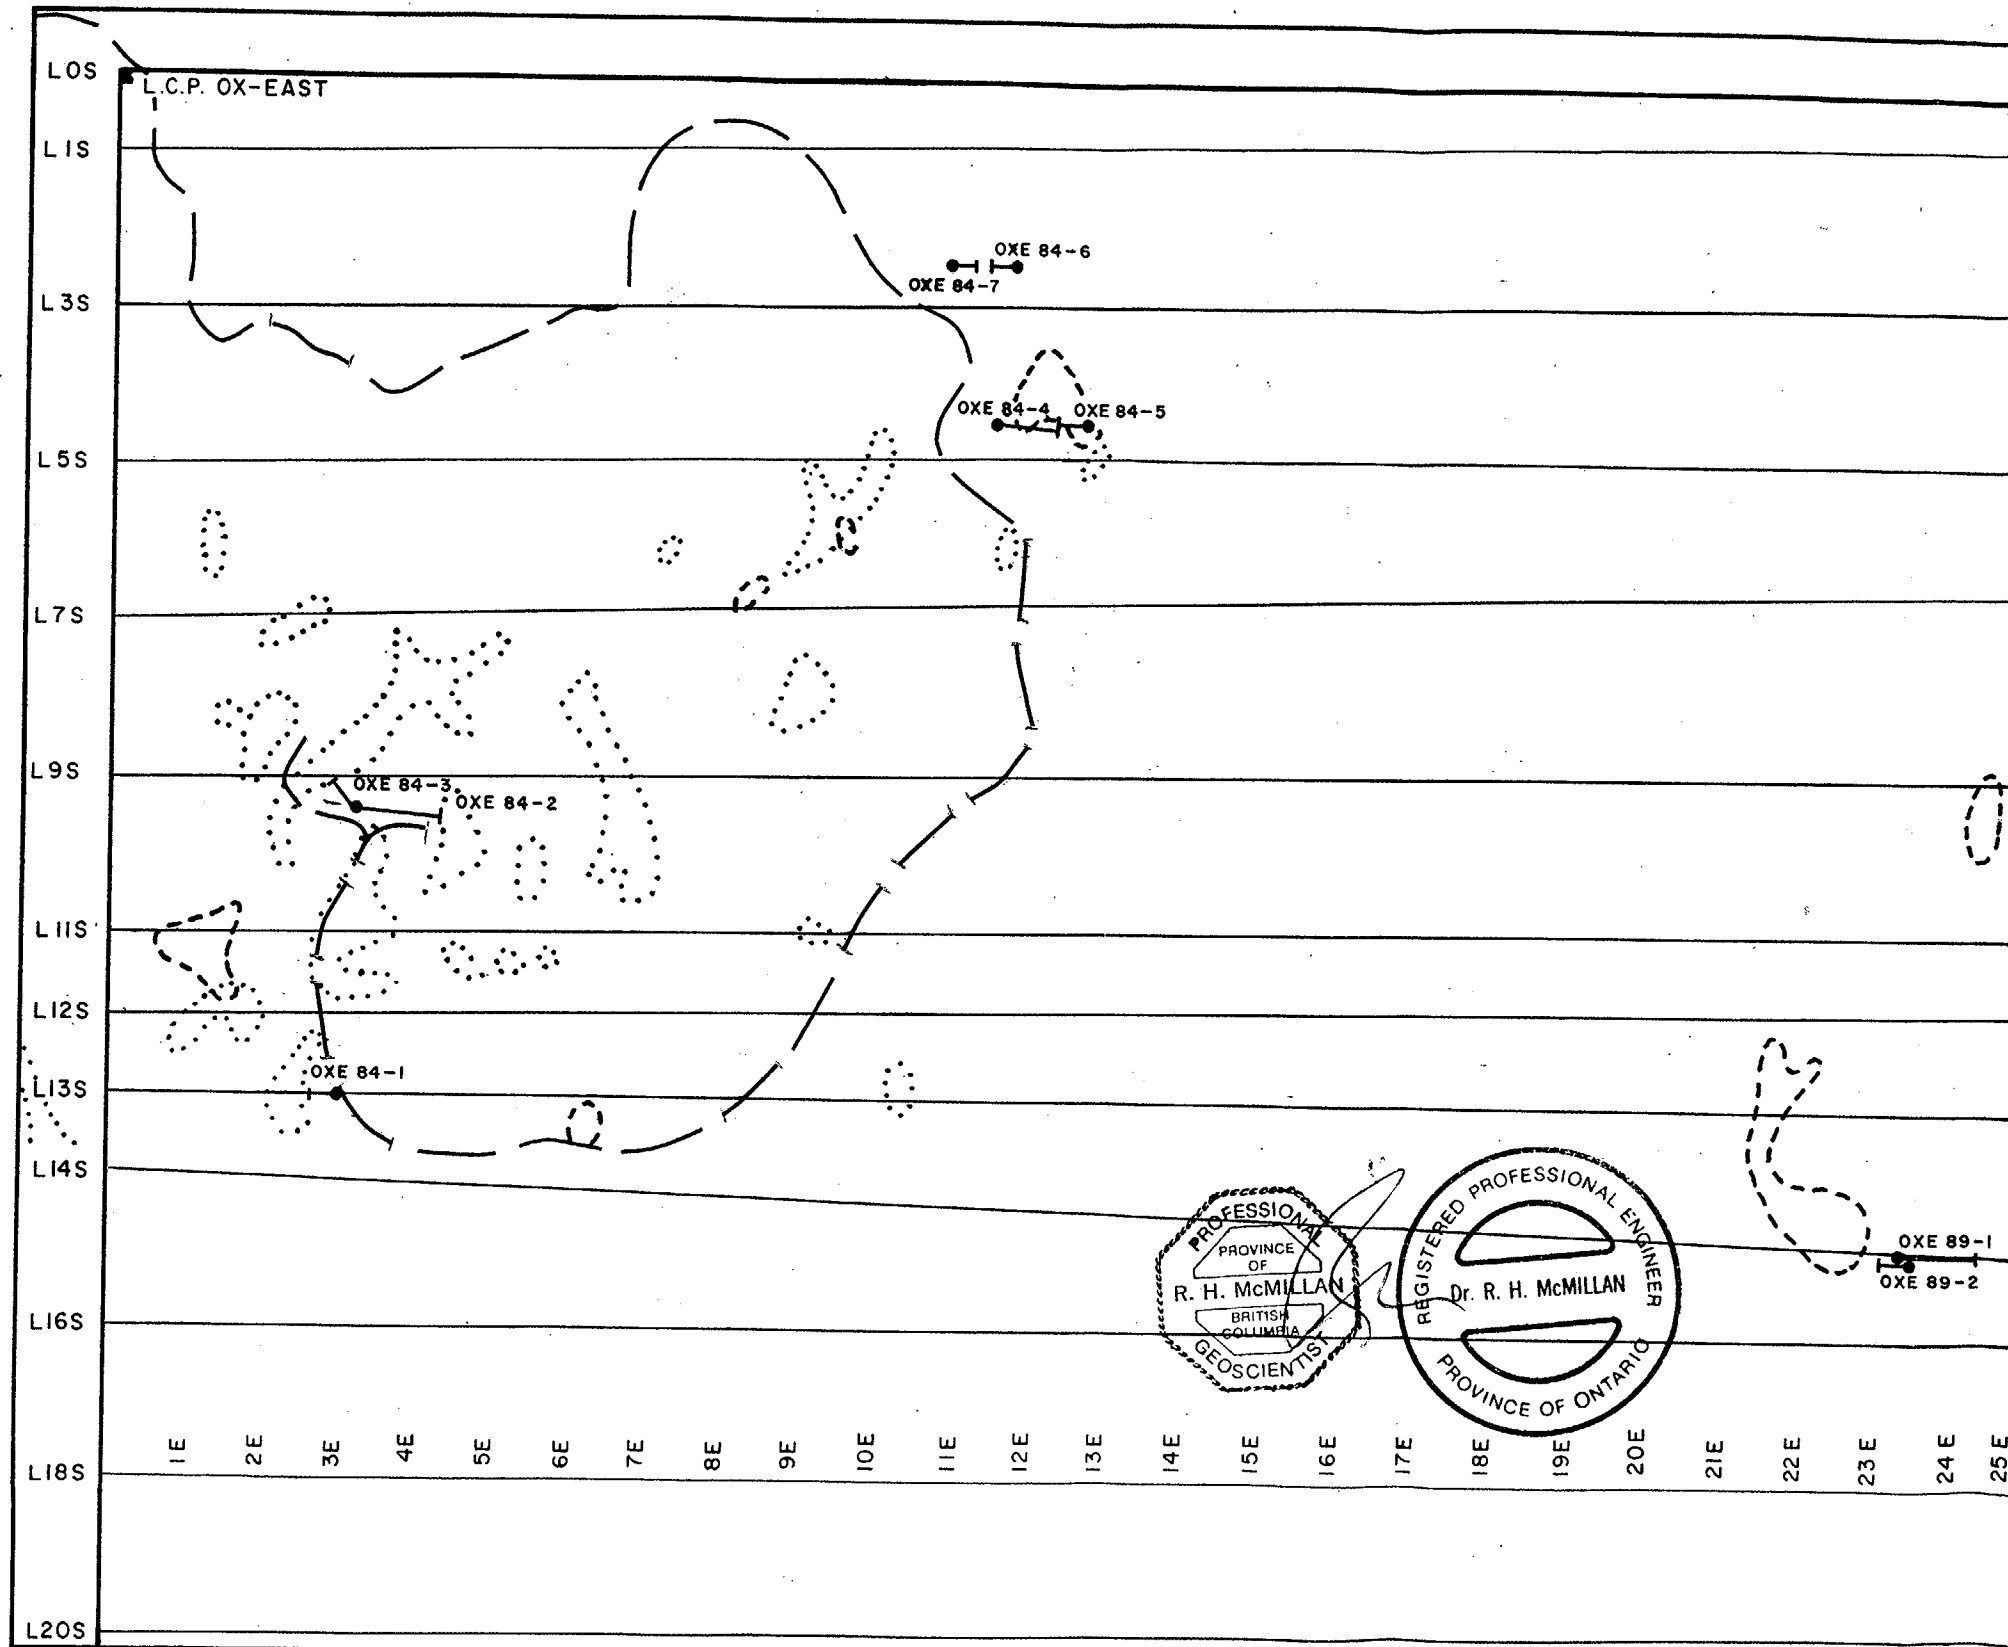 L0S
L.C.P. OX-EAST
L1S
OXE 84-6
OXE 84-7
L3S
OXE 84-4
OXE 84-5
L5S
L7S
L9S
OXE 84-3
OXE 84-2
L11S
L12S
OXE 84-1
L13S
L14S
PROFESSIONAL
PROVINCE
OF
R. H. McMILLAN
BRITISH
COLUMBIA
GEOSCIENTIST
REGISTERED PROFESSIONAL ENGINEER
Dr. R. H. McMILLAN
PROVINCE OF ONTARIO
OXE 89-1
OXE 89-2
L16S
1E
2E
3E
4E
5E
6E
7E
8E
9E
10E
11E
12E
13E
14E
15E
16E
17E
18E
19E
20E
21E
22E
23E
24E
25E
L18S
L20S